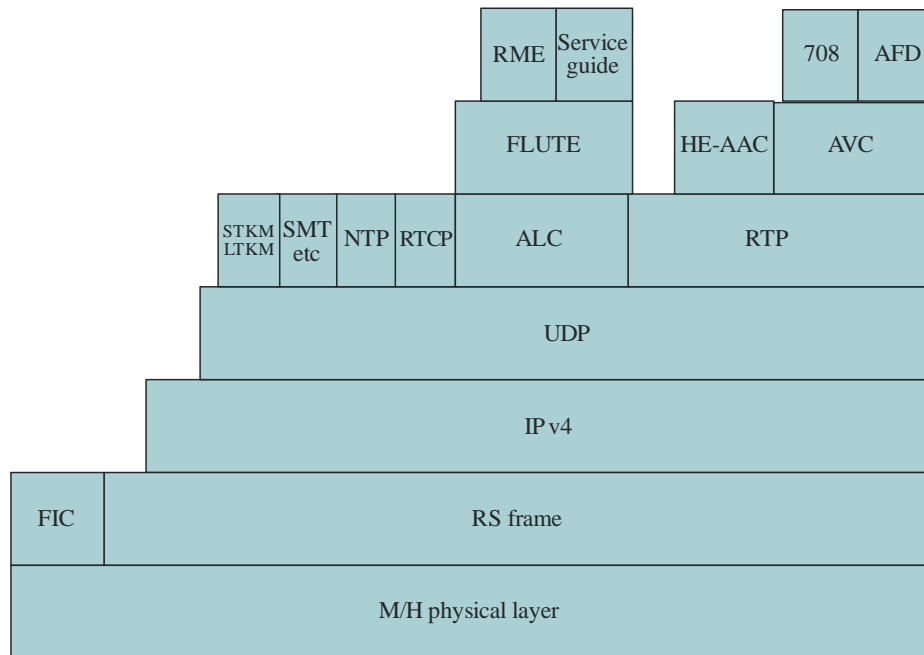 RME
Service
guide
708
AFD
FLUTE
HE-AAC
AVC
STKM
LTKM
SMT
etc
NTP
RTCP
ALC
RTP
UDP
IP v4
FIC
RS frame
M/H physical layer